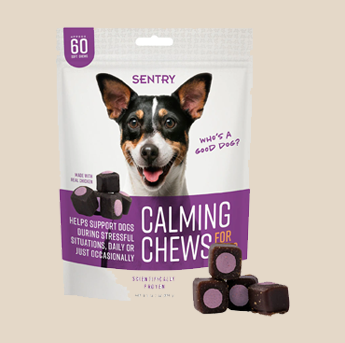 60
SENTRY
WHO'S A
GOOD DOG?
MADE WITH
REAL CHICKEN
HELPS SUPPORT DOGS
DURING STRESSFUL
SITUATIONS, DAILY OR
JUST OCCASIONALLY
CALMING
CHEWS FOR
SCIENTIFICALLY
PROVEN